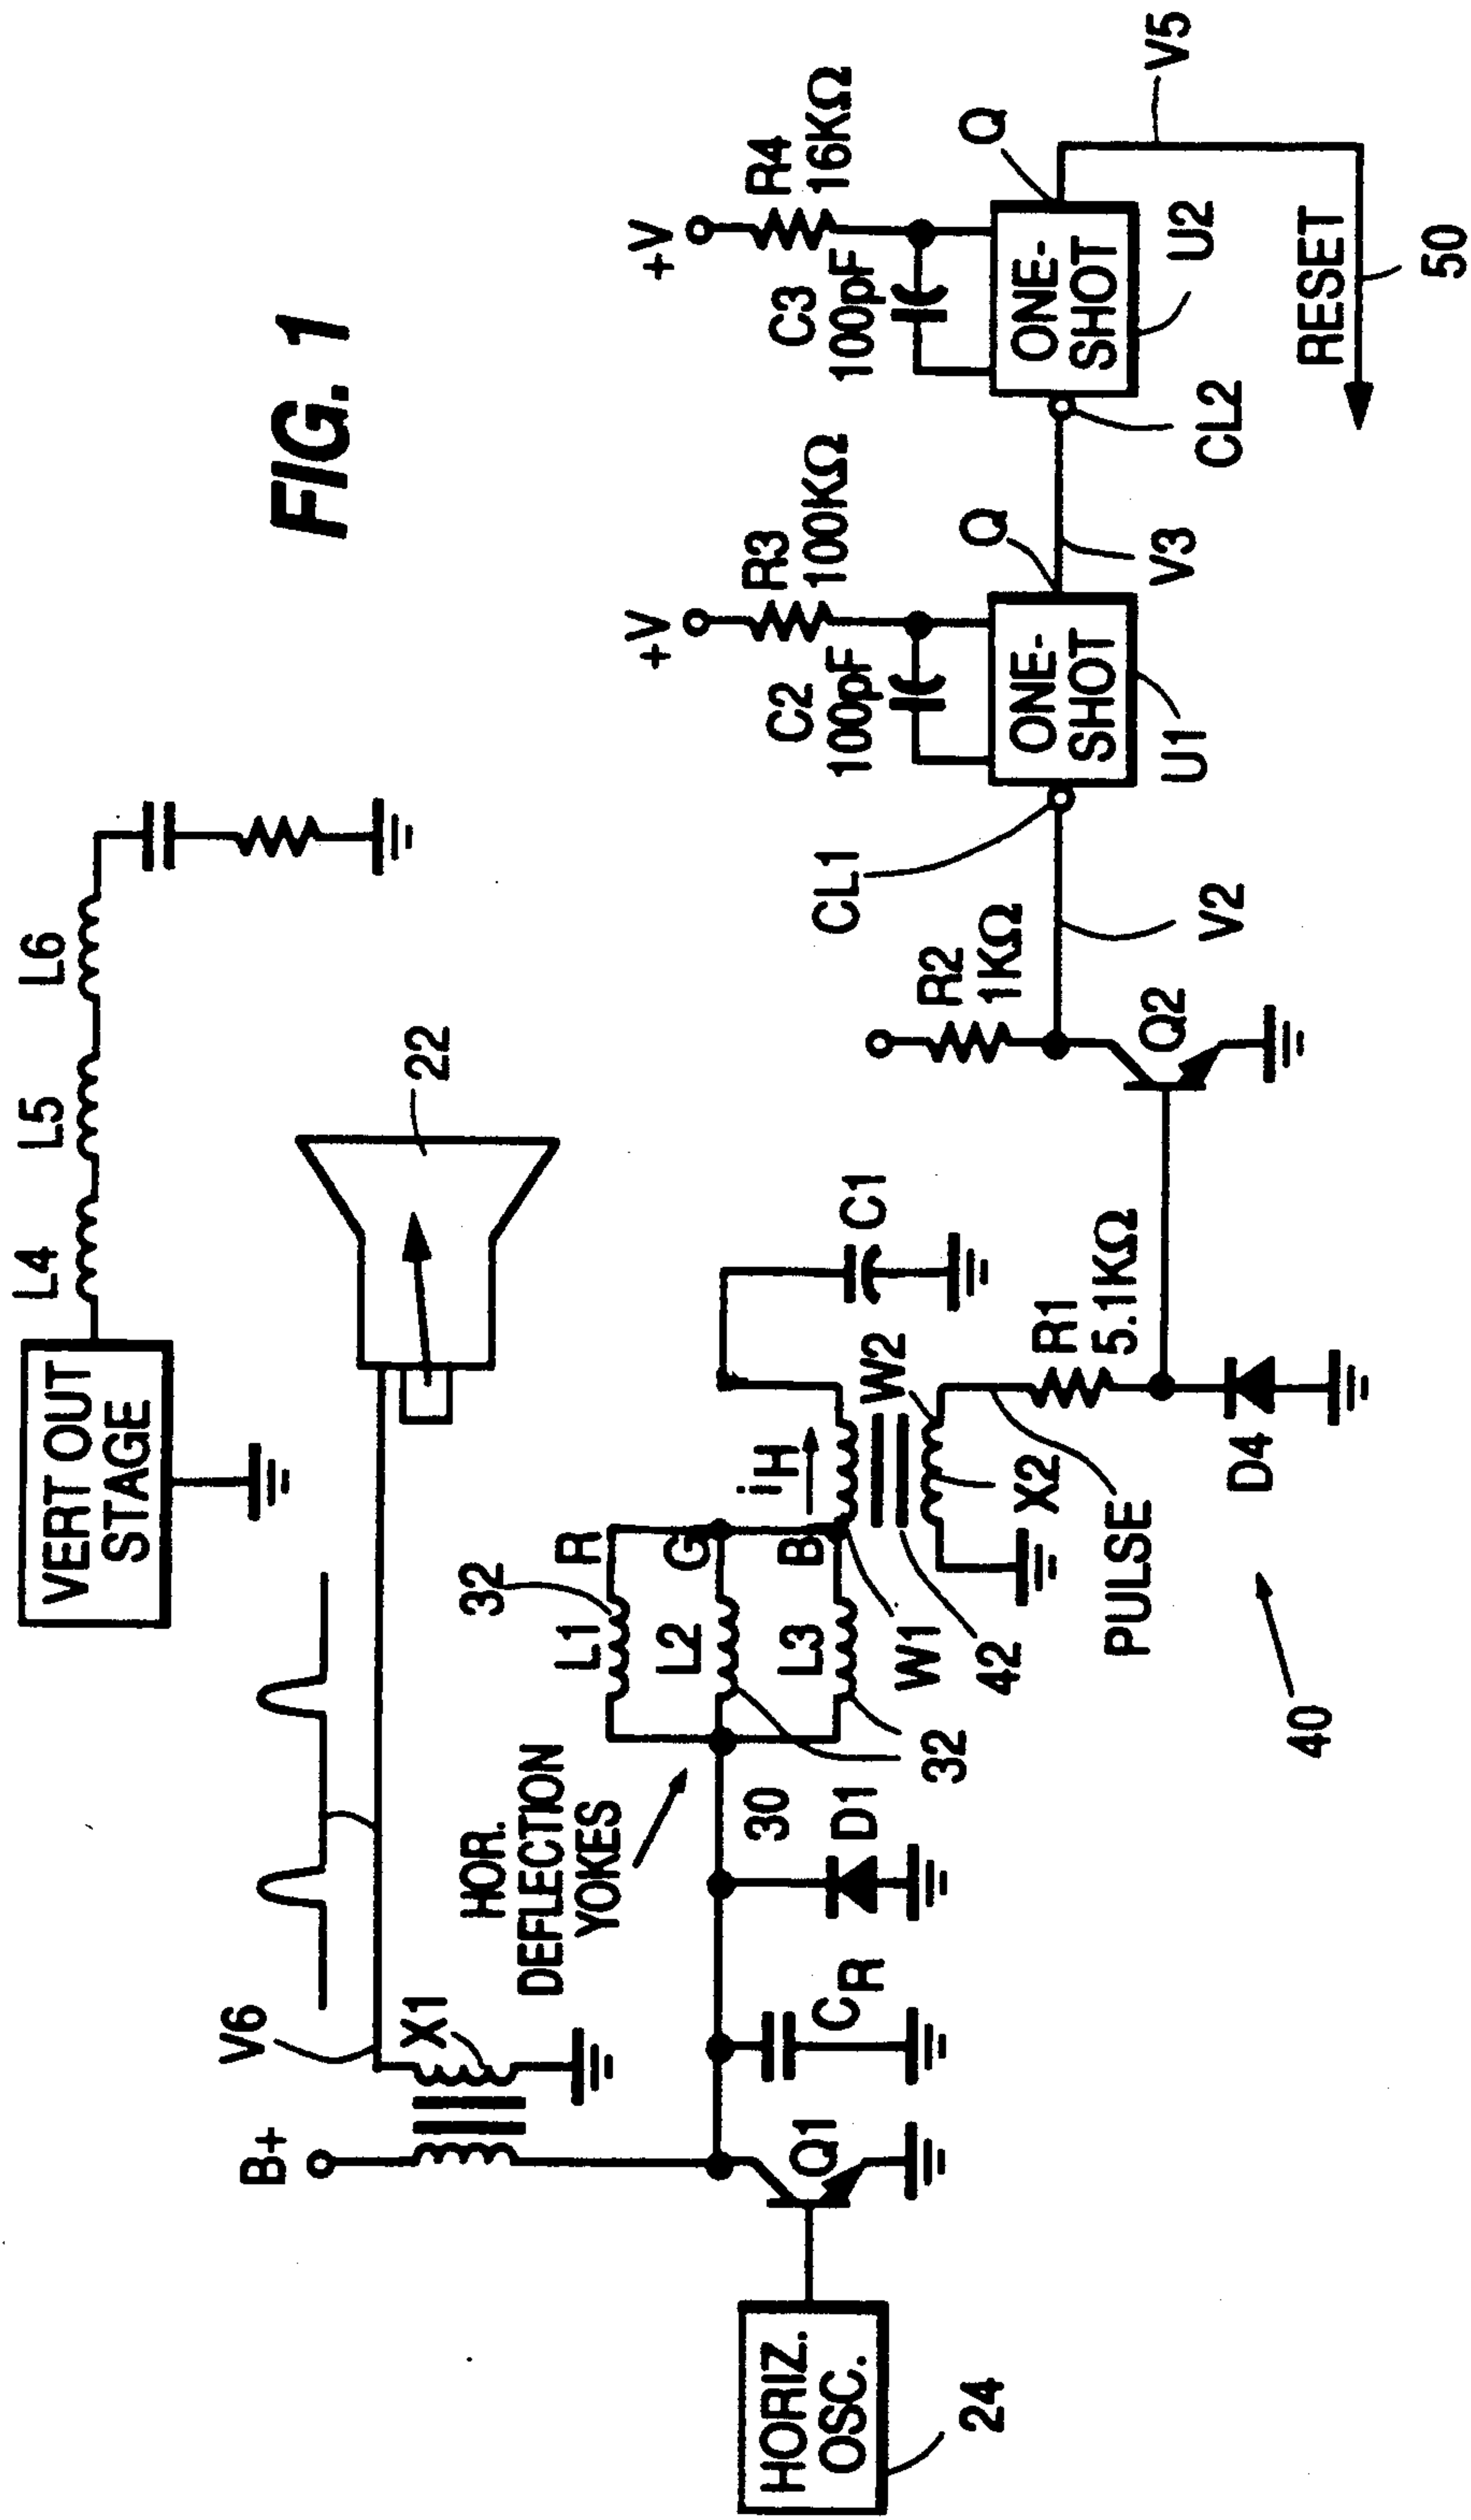 FIG. 1
VERT OUT
STAGE
L4
L5
L6
22
V6
B+
X1
HOR.
DEFLECTION
YOKES
30
32
L1
R
L2
G
L3
B
iH
W1
42
W2
X2
32
C1
HORIZ.
OSC.
24
Q1
CR
D1
PULSE
R1
5.1KΩ
D4
40
Q2
R2
1KΩ
V2
CL1
+V
R3
100KΩ
C2
100pF
ONE-
SHOT
U1
Q
V3
CL2
+V
R4
16KΩ
C3
100pF
ONE-
SHOT
U2
Q
V5
RESET
50